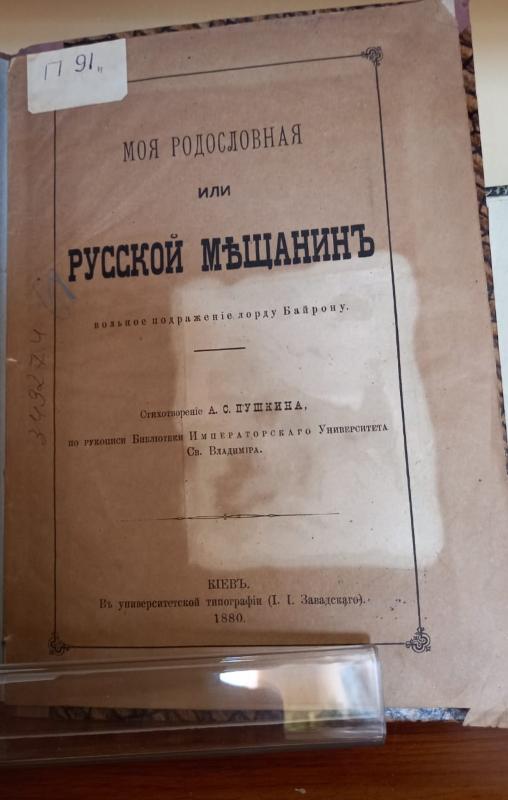 П 91"
МОЯ РОДОСЛОВНАЯ
ИЛИ
РУССКОЙ МѢЩАНИНЪ
вольное подраженіе лорду Байрону.
Стихотвореніе А. С. ПУШКИНА,
по рукописи Библіотеки Императорскаго Университета
Св. Владиміра.
349274
КІЕВЪ.
Въ университетской типографіи (І. І. Завадскаго).
1880.